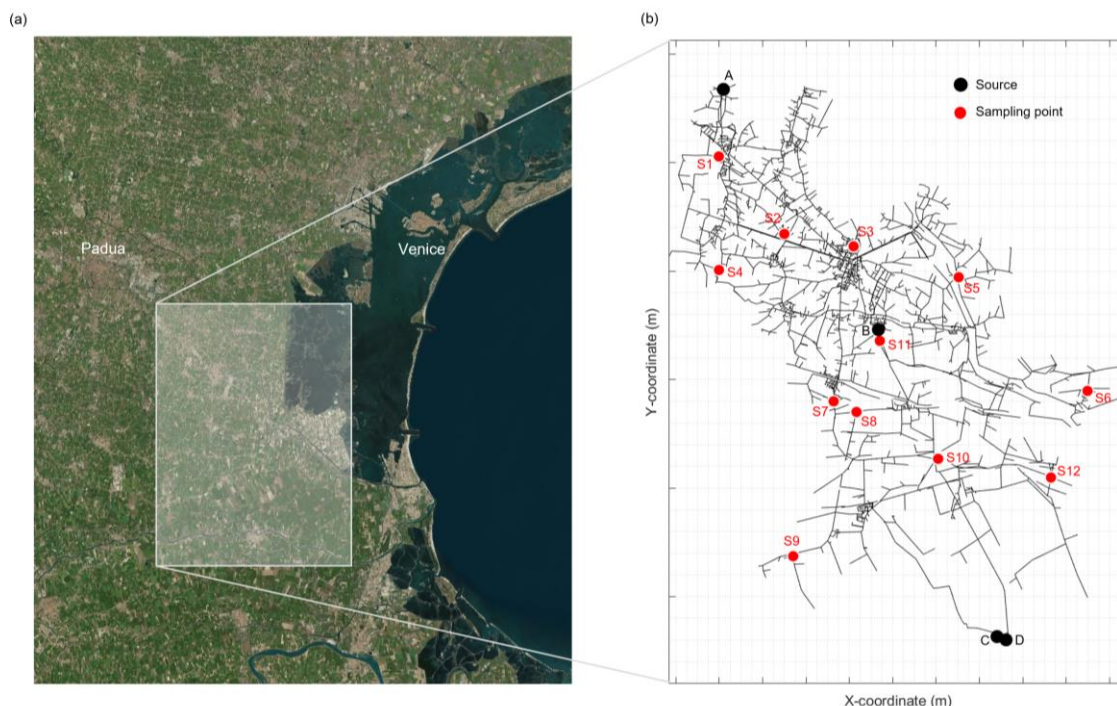 (a)
Padua
Venice
(b)
A
Source
Sampling point
S1
S2
S3
S4
S5
B
S11
S6
S7
S8
S10
S12
S9
C
D
Y-coordinate (m)
X-coordinate (m)